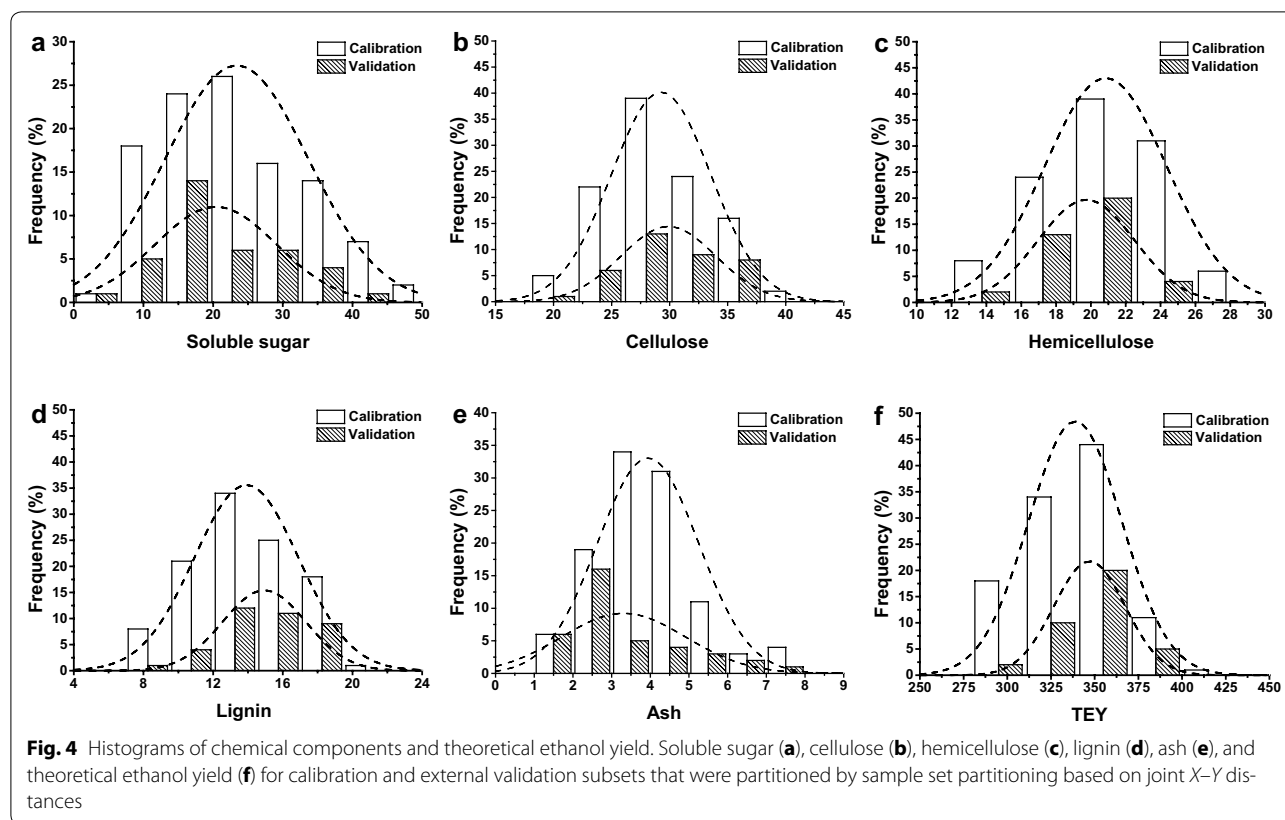 a
30
25
20
15
10
5
0
Frequency (%)
Calibration
Validation
0 10 20 30 40 50
Soluble sugar
b
50
45
40
35
30
25
20
15
10
5
0
Frequency (%)
Calibration
Validation
15 20 25 30 35 40 45
Cellulose
c
50
45
40
35
30
25
20
15
10
5
0
Frequency (%)
Calibration
Validation
10 12 14 16 18 20 22 24 26 28 30
Hemicellulose
d
50
45
40
35
30
25
20
15
10
5
0
Frequency (%)
Calibration
Validation
4 8 12 16 20 24
Lignin
e
40
35
30
25
20
15
10
5
0
Frequency (%)
Calibration
Validation
0 1 2 3 4 5 6 7 8 9
Ash
f
50
45
40
35
30
25
20
15
10
5
0
Frequency (%)
Calibration
Validation
250 275 300 325 350 375 400 425 450
TEY
Fig. 4 Histograms of chemical components and theoretical ethanol yield. Soluble sugar (a), cellulose (b), hemicellulose (c), lignin (d), ash (e), and
theoretical ethanol yield (f) for calibration and external validation subsets that were partitioned by sample set partitioning based on joint X–Y dis-
tances